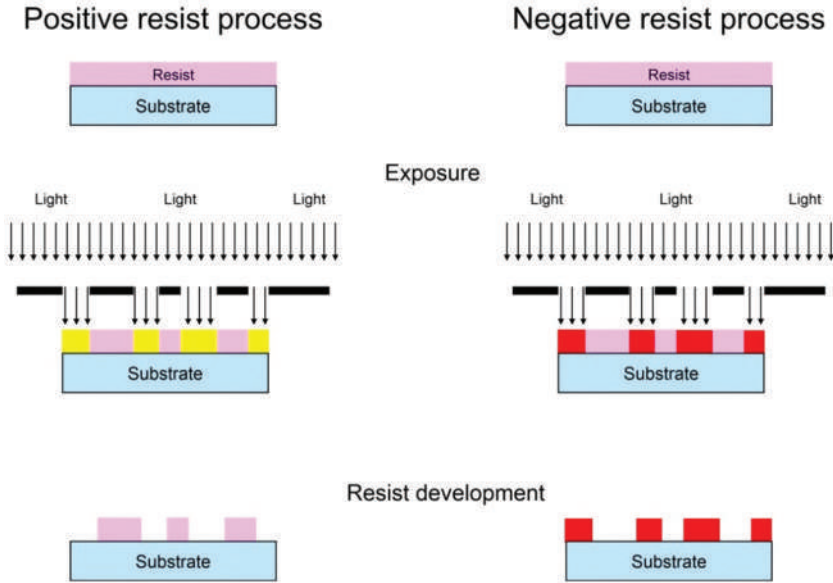 Positive resist process
Negative resist process
Resist
Resist
Substrate
Substrate
Exposure
Light Light Light
Light Light Light
Substrate
Substrate
Resist development
Substrate
Substrate